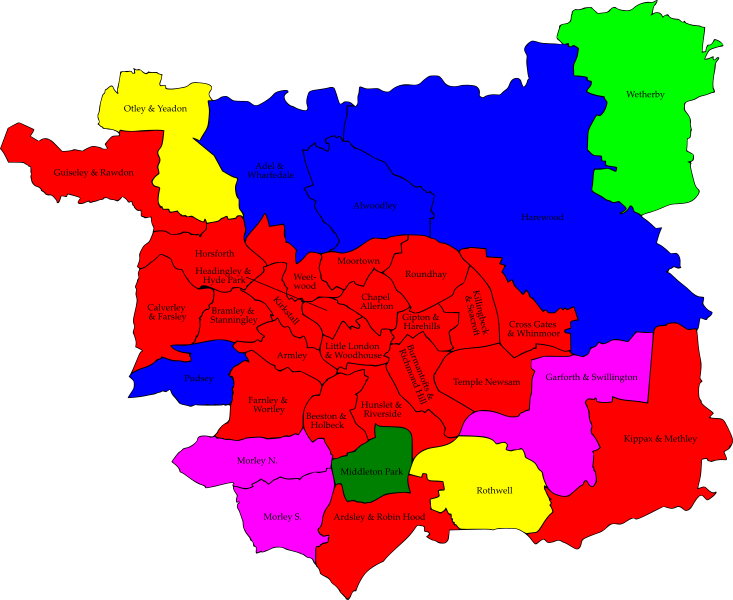 Wetherby
Otley & Yeadon
Guiseley & Rawdon
Adel &
Wharfedale
Alwoodley
Harewood
Horsforth
Moortown
Headingley &
Hyde Park
Weet-
wood
Roundhay
Calverley
& Farsley
Bramley &
Stanningley
Kirkstall
Chapel
Allerton
Gipton &
Harehills
Killingbeck
& Seacroft
Cross Gates
& Whinmoor
Armley
Little London
& Woodhouse
Burmantofts &
Richmond Hill
Temple Newsam
Garforth & Swillington
Pudsey
Farnley &
Wortley
Beeston &
Holbeck
Hunslet &
Riverside
Kippax & Methley
Morley N.
Middleton Park
Rothwell
Morley S.
Ardsley & Robin Hood